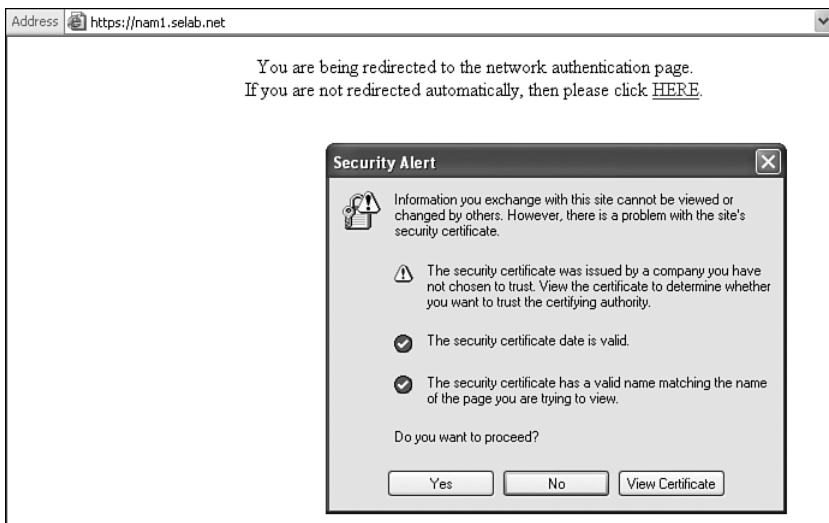 Address https://nam1.selab.net
You are being redirected to the network authentication page.
If you are not redirected automatically, then please click HERE.
Security Alert
Information you exchange with this site cannot be viewed or
changed by others. However, there is a problem with the site's
security certificate.
The security certificate was issued by a company you have
not chosen to trust. View the certificate to determine whether
you want to trust the certifying authority.
The security certificate date is valid.
The security certificate has a valid name matching the name
of the page you are trying to view.
Do you want to proceed?
Yes No View Certificate